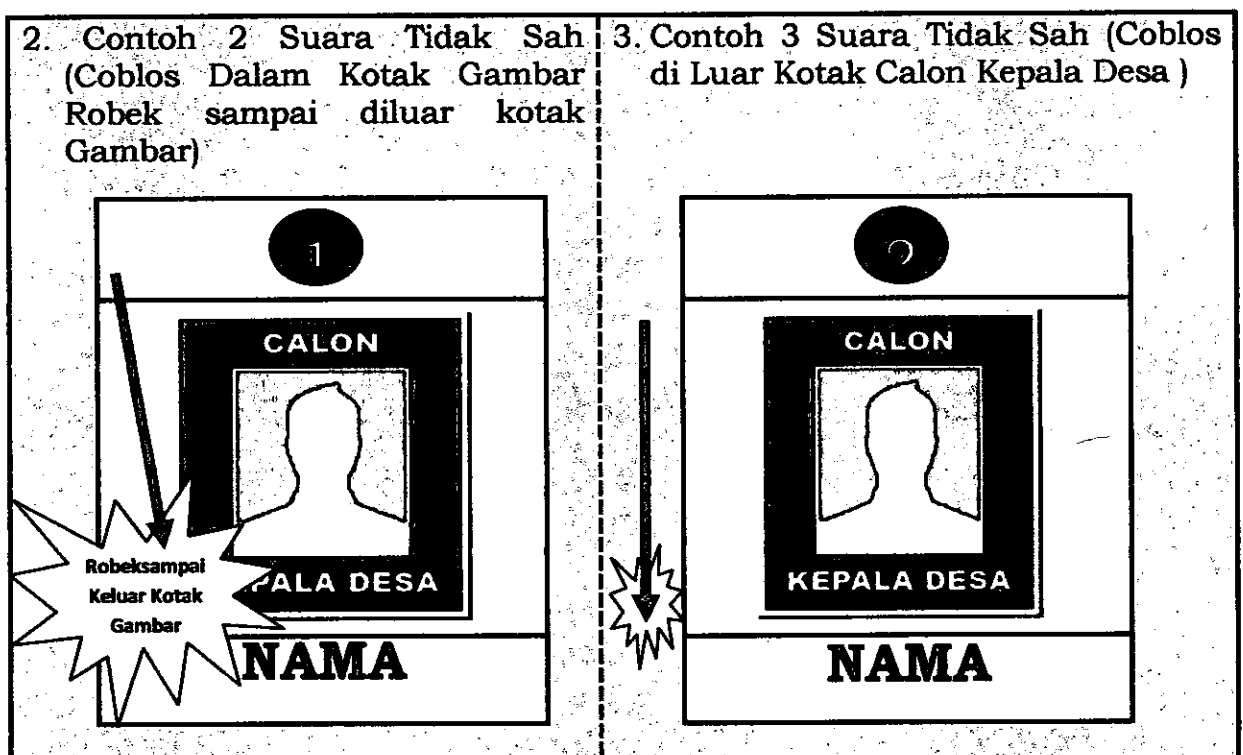 2. Contoh 2 Suara Tidak Sah
(Coblos Dalam Kotak Gambar
Robek sampai diluar kotak
Gambar)
1
CALON
PALA DESA
Robeksampai
Keluar Kotak
Gambar
NAMA
3. Contoh 3 Suara Tidak Sah (Coblos
di Luar Kotak Calon Kepala Desa )
2
CALON
KEPALA DESA
NAMA